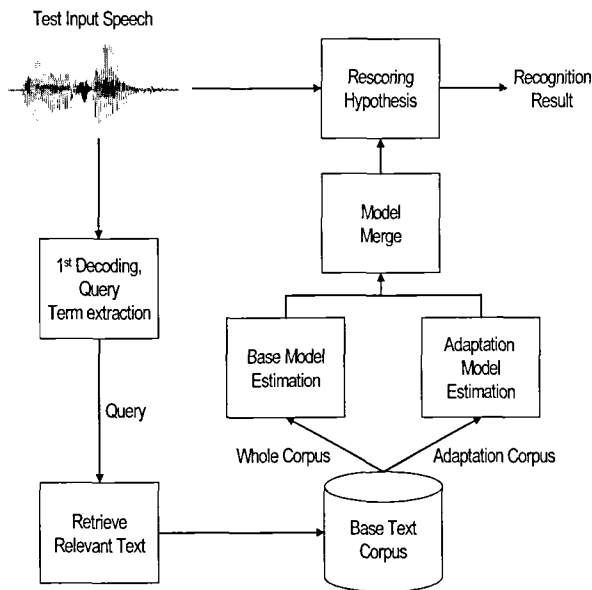 Test Input Speech
Rescoring
Hypothesis
Recognition
Result
Model
Merge
1st Decoding,
Query
Term extraction
Base Model
Estimation
Adaptation
Model
Estimation
Query
Whole Corpus
Adaptation Corpus
Retrieve
Relevant Text
Base Text
Corpus